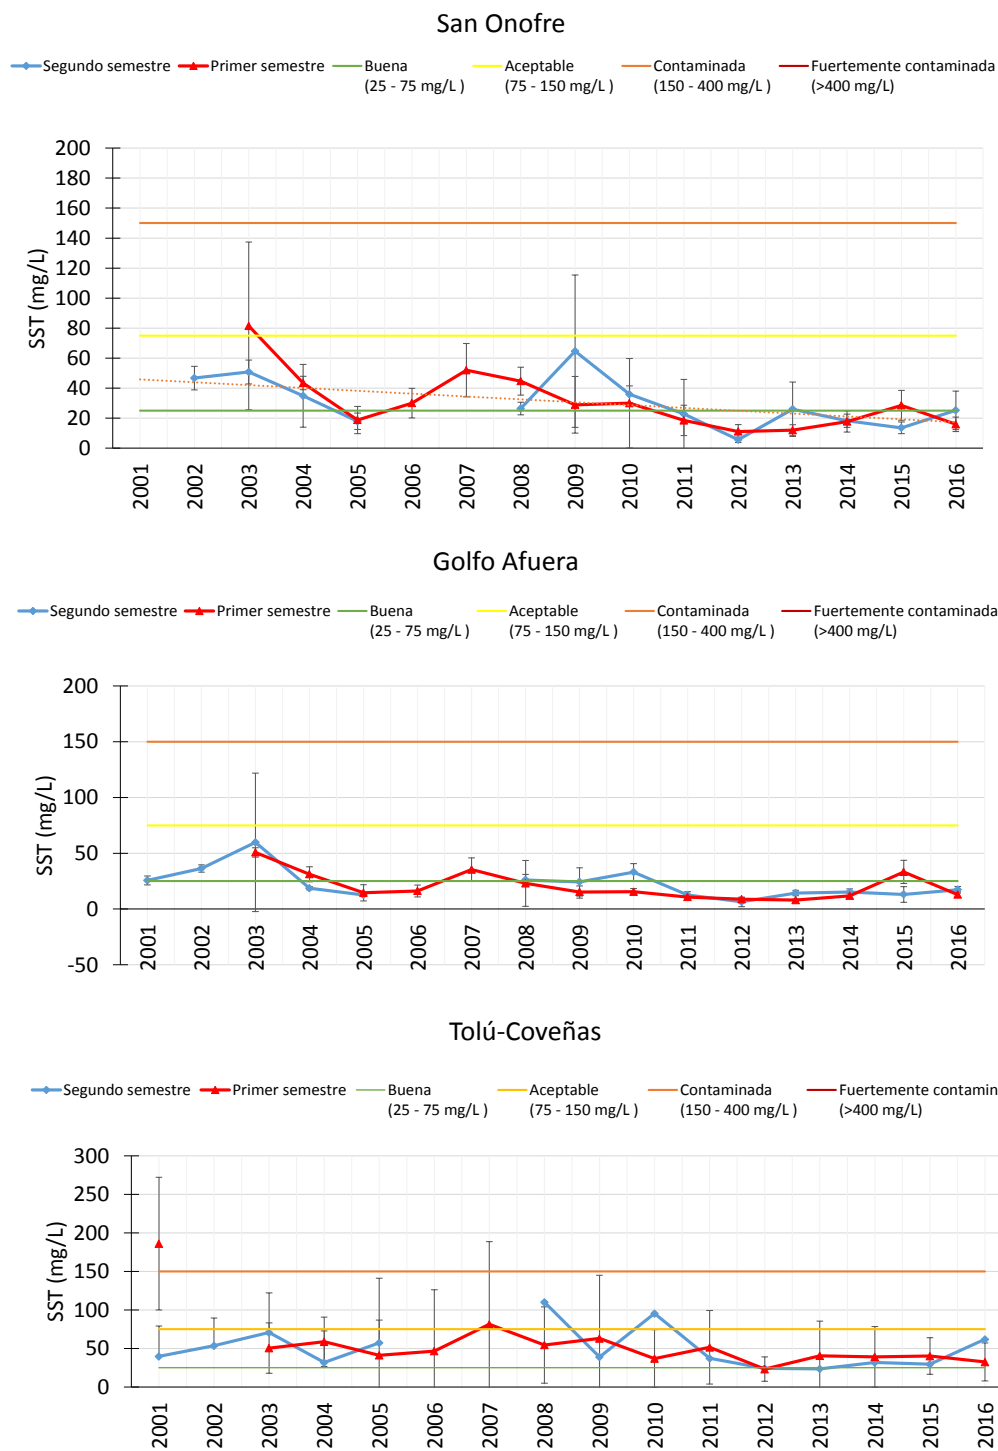 San Onofre
Segundo semestre Primer semestre Buena Aceptable Contaminada Fuertemente contaminada
(25 - 75 mg/L ) (75 - 150 mg/L ) (150 - 400 mg/L ) (>400 mg/L)
SST (mg/L)
200
180
160
140
120
100
80
60
40
20
0
2001 2002 2003 2004 2005 2006 2007 2008 2009 2010 2011 2012 2013 2014 2015 2016
Golfo Afuera
Segundo semestre Primer semestre Buena Aceptable Contaminada Fuertemente contaminada
(25 - 75 mg/L ) (75 - 150 mg/L ) (150 - 400 mg/L ) (>400 mg/L)
SST (mg/L)
200
150
100
50
0
-50
2001 2002 2003 2004 2005 2006 2007 2008 2009 2010 2011 2012 2013 2014 2015 2016
Tolú-Coveñas
Segundo semestre Primer semestre Buena Aceptable Contaminada Fuertemente contamin
(25 - 75 mg/L ) (75 - 150 mg/L ) (150 - 400 mg/L ) (>400 mg/L)
SST (mg/L)
300
250
200
150
100
50
0
2001 2002 2003 2004 2005 2006 2007 2008 2009 2010 2011 2012 2013 2014 2015 2016